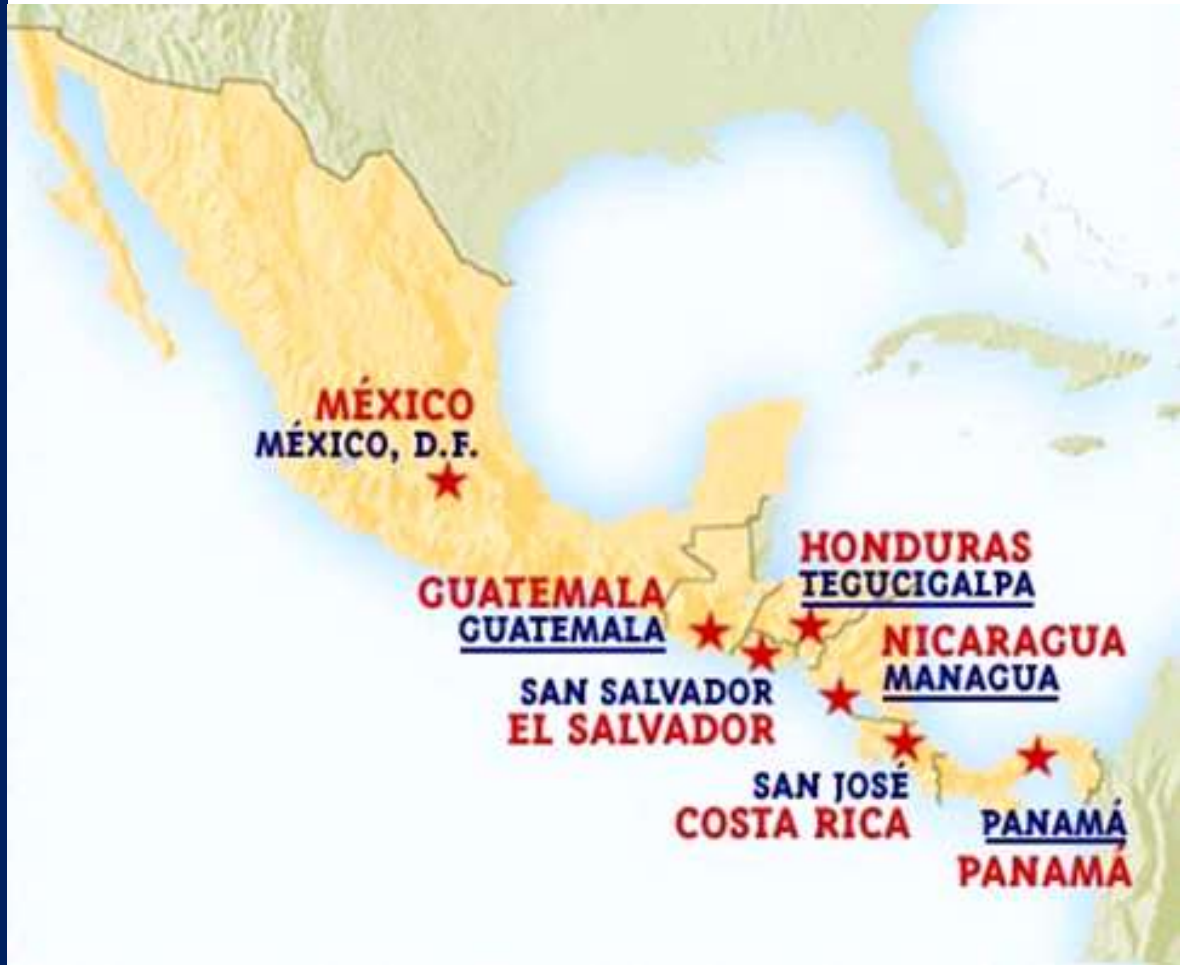 MÉXICO
MÉXICO, D.F.
HONDURAS
TEGUCIGALPA
GUATEMALA
GUATEMALA
NICARAGUA
MANAGUA
SAN SALVADOR
EL SALVADOR
SAN JOSÉ
COSTA RICA
PANAMÁ
PANAMÁ